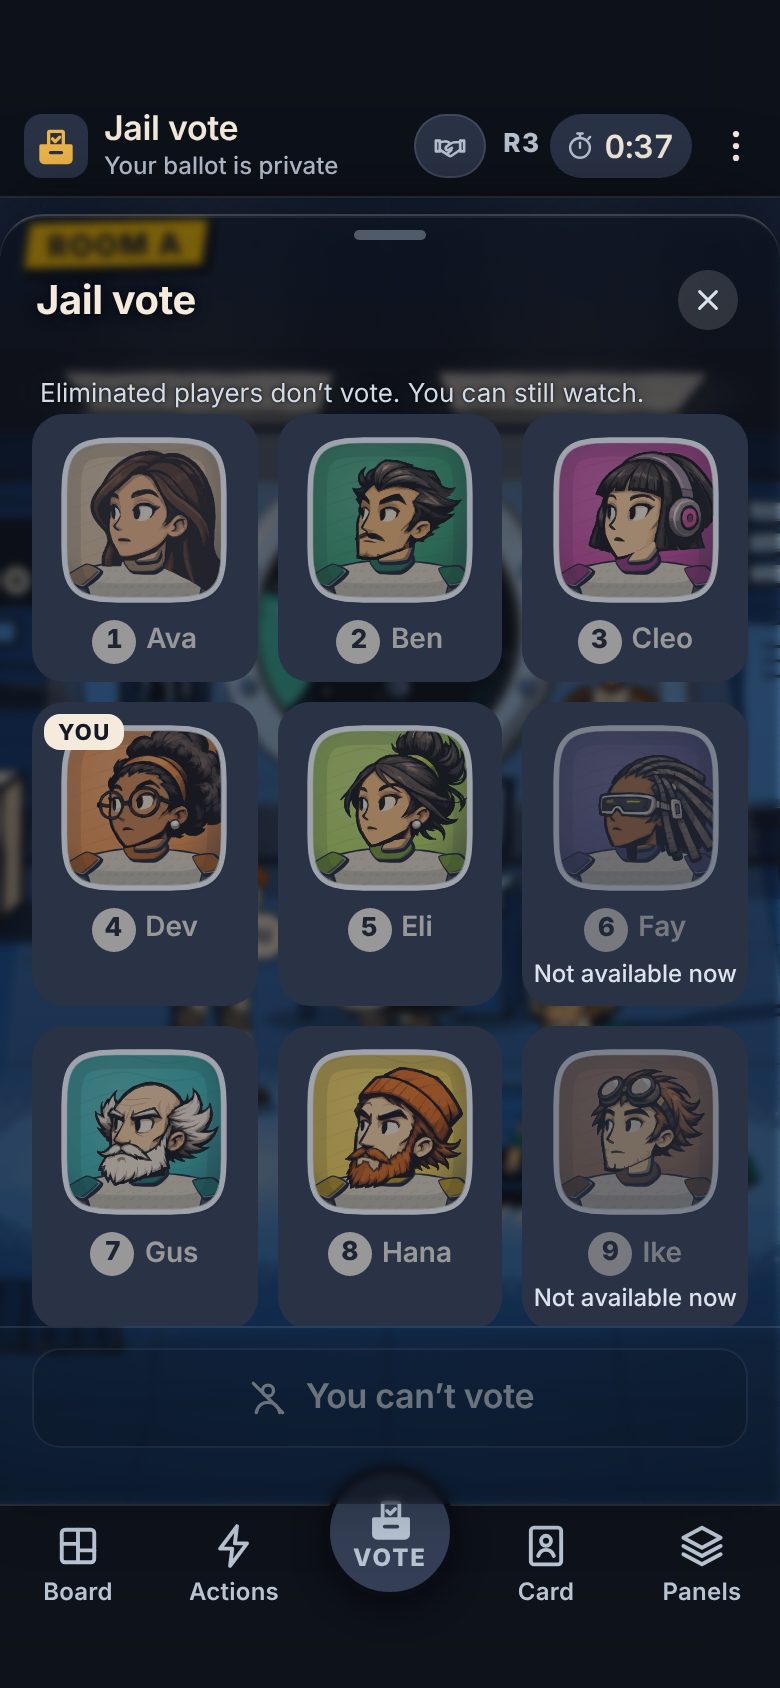 Jail vote
Your ballot is private
R3
0:37
ROOM A
Jail vote
Eliminated players don’t vote. You can still watch.
1 Ava
2 Ben
3 Cleo
YOU
4 Dev
5 Eli
6 Fay
Not available now
7 Gus
8 Hana
9 Ike
Not available now
You can’t vote
VOTE
Board
Actions
Card
Panels